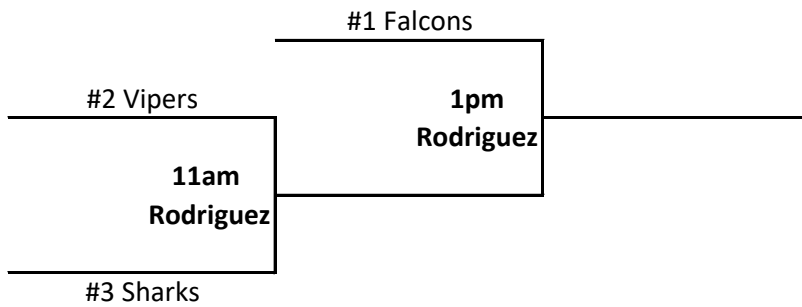 #1 Falcons
#2 Vipers
1pm
Rodriguez
11am
Rodriguez
#3 Sharks